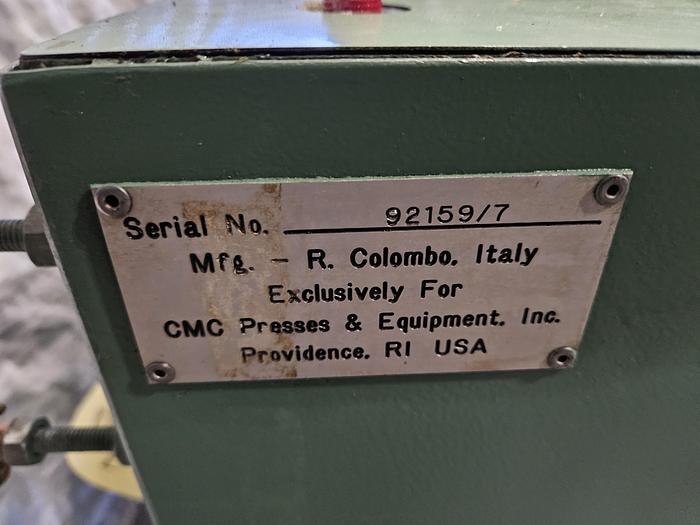 Serial No. 92159/7
Mfg. - R. Colombo. Italy
Exclusively For
CMC Presses & Equipment. Inc.
Providence. RI USA